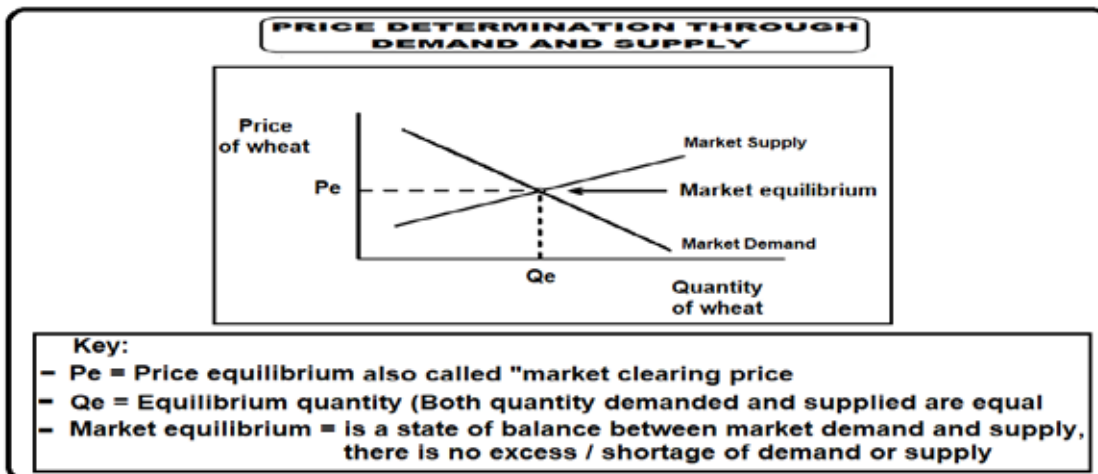 PRICE DETERMINATION THROUGH
DEMAND AND SUPPLY
Price
of wheat
Market Supply
Pe
Market equilibrium
Market Demand
Qe
Quantity
of wheat
Key:
- Pe = Price equilibrium also called "market clearing price
- Qe = Equilibrium quantity (Both quantity demanded and supplied are equal
- Market equilibrium = is a state of balance between market demand and supply,
there is no excess / shortage of demand or supply